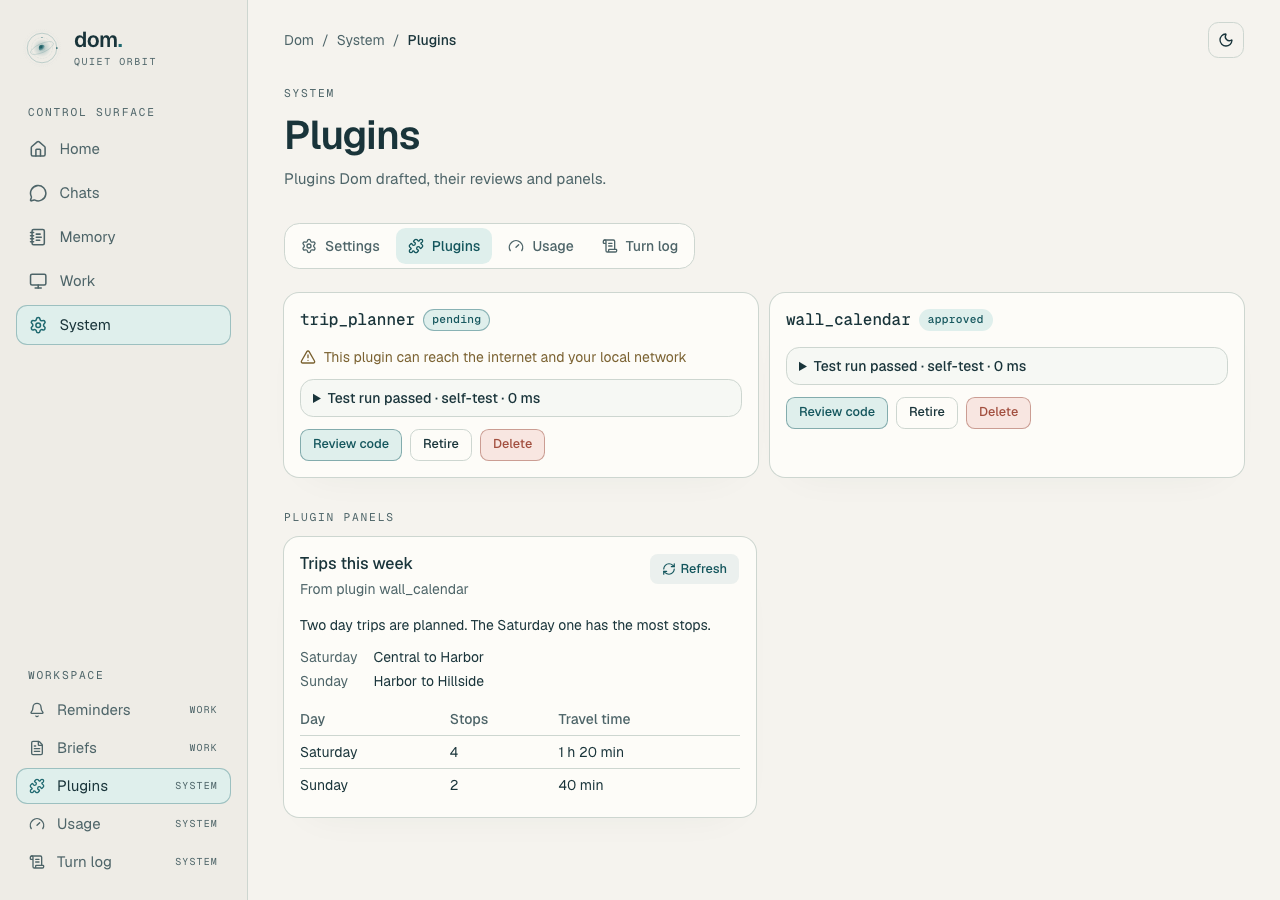 dom.
QUIET ORBIT
CONTROL SURFACE
Home
Chats
Memory
Work
System
WORKSPACE
Reminders WORK
Briefs WORK
Plugins SYSTEM
Usage SYSTEM
Turn log SYSTEM
Dom / System / Plugins
SYSTEM
Plugins
Plugins Dom drafted, their reviews and panels.
Settings Plugins Usage Turn log
trip_planner pending
This plugin can reach the internet and your local network
Test run passed · self-test · 0 ms
Review code Retire Delete
wall_calendar approved
Test run passed · self-test · 0 ms
Review code Retire Delete
PLUGIN PANELS
Trips this week
Refresh
From plugin wall_calendar
Two day trips are planned. The Saturday one has the most stops.
Saturday Central to Harbor
Sunday Harbor to Hillside
Day Stops Travel time
Saturday 4 1 h 20 min
Sunday 2 40 min